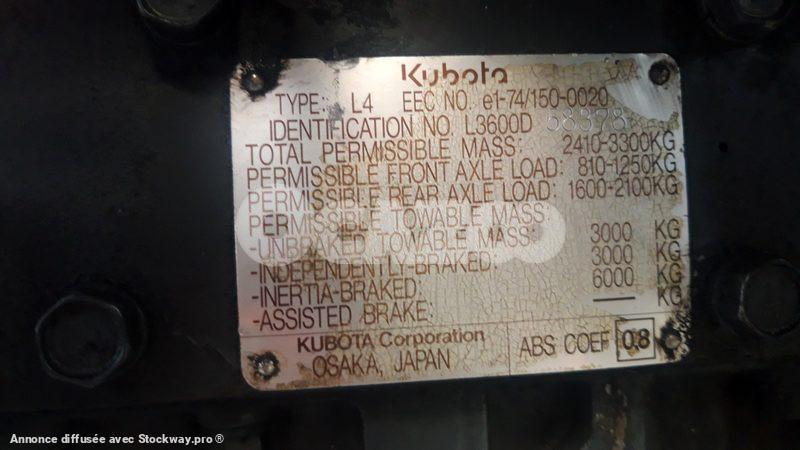 Kubota
TYPE: L4 EEC NO. e1-74/150-0020
IDENTIFICATION NO. L3600D 58378
TOTAL PERMISSIBLE MASS: 2410-3300KG
PERMISSIBLE FRONT AXLE LOAD: 810-1250KG
PERMISSIBLE REAR AXLE LOAD: 1600-2100KG
PERMISSIBLE TOWABLE MASS:
-UNBRAKED TOWABLE MASS: 3000 KG
-INDEPENDENTLY-BRAKED: 3000 KG
-INERTIA-BRAKED: 6000 KG
-ASSISTED BRAKE: — KG
KUBOTA Corporation
OSAKA, JAPAN
ABS COEF 0,8
Annonce diffusée avec Stockway.pro ®